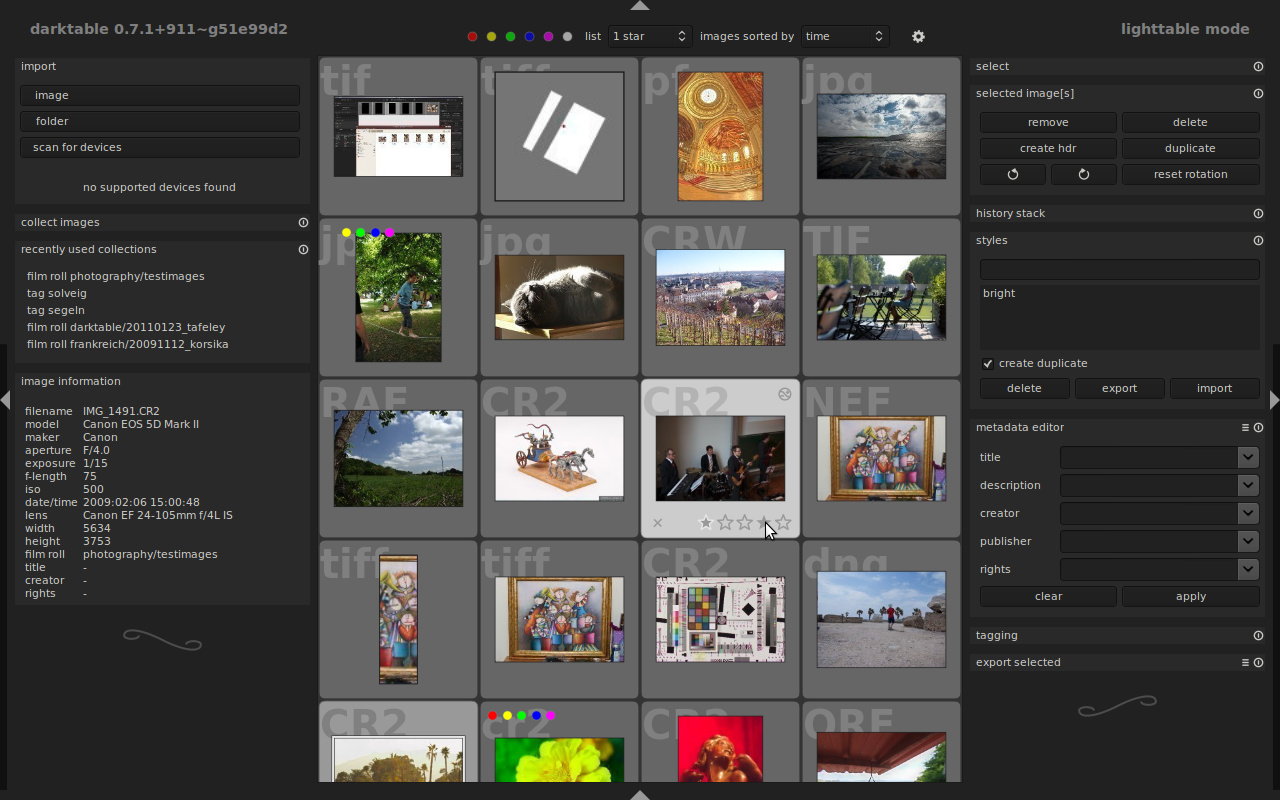 darktable 0.7.1+911~g51e99d2
list 1 star images sorted by time
lighttable mode
import
image
folder
scan for devices
no supported devices found
collect images
recently used collections
film roll photography/testimages
tag solveig
tag segeln
film roll darktable/20110123_tafeley
film roll frankreich/20091112_korsika
image information
filename IMG_1491.CR2
model Canon EOS 5D Mark II
maker Canon
aperture F/4.0
exposure 1/15
f-length 75
iso 500
date/time 2009:02:06 15:00:48
lens Canon EF 24-105mm f/4L IS
width 5634
height 3753
film roll photography/testimages
title -
creator -
rights -
tif tiff pf jpg
jpg jpg CRW TIF
RAF CR2 CR2 NEF
tiff tiff CR2 dng
CR2 cr2 CR2 ORF
select
selected image[s]
remove delete
create hdr duplicate
reset rotation
history stack
styles
bright
create duplicate
delete export import
metadata editor
title
description
creator
publisher
rights
clear apply
tagging
export selected